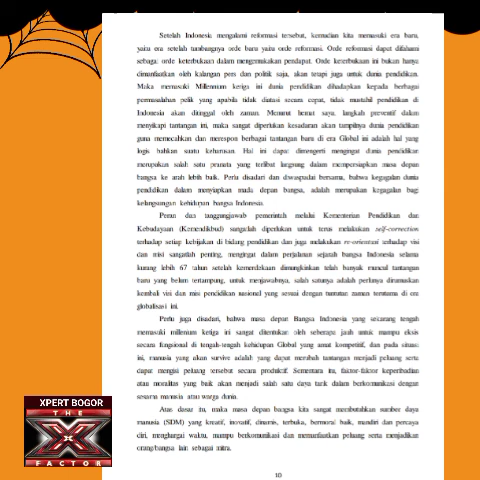 Setelah Indonesia mengalami reformasi tersebut, kemudian kita memasuki era baru,
yaitu era setelah tumbangnya orde baru yaitu orde reformasi. Orde reformasi dapat difahami
sebagai orde keterbukaan dalam mengemukakan pendapat. Orde keterbukaan ini bukan hanya
dimanfaatkan oleh kalangan pers dan politik saja, akan tetapi juga untuk dunia pendidikan.
Maka memasuki Millennium ketiga ini dunia pendidikan dihadapkan kepada berbagai
permasalahan pelik yang apabila tidak diatasi secara cepat, tidak mustahil pendidikan di
Indonesia akan ditinggal oleh zaman. Menurut hemat saya, langkah preventif dalam
menyikapi tantangan ini, maka sangat diperlukan kesadaran akan tampilnya dunia pendidikan
guna memecahkan dan merespon berbagai tantangan baru di era Global ini adalah hal yang
logis bahkan suatu keharusan. Hal ini dapat dimengerti mengingat dunia pendidikan
merupakan salah satu pranata yang terlibat langsung dalam mempersiapkan masa depan
bangsa ke arah lebih baik. Perlu disadari dan diwaspadai bersama, bahwa kegagalan dunia
pendidikan dalam menyiapkan mada depan bangsa, adalah merupakan kegagalan bagi
kelangsungan kehidupan bangsa Indonesia.
Peran dan tanggungjawab pemerintah melalui Kementerian Pendidikan dan
Kebudayaan (Kemendikbud) sangatlah diperlukan untuk terus melakukan self-correction
terhadap setiap kebijakan di bidang pendidikan dan juga melakukan re-orientasi terhadap visi
dan misi sangatlah penting, mengingat dalam perjalanan sejarah bangsa Indonesia selama
kurang lebih 67 tahun setelah kemerdekaan dimungkinkan telah banyak muncul tantangan
baru yang belum tertampung, untuk menjawabnya, salah satunya adalah perlunya dirumuskan
kembali visi dan misi pendidikan nasional yang sesuai dengan tuntutan zaman terutama di era
globalisasi ini.
Perlu juga disadari, bahwa masa depan Bangsa Indonesia yang sekarang tengah
memasuki milenium ketiga ini sangat ditentukan oleh seberapa jauh untuk mampu eksis
secara fungsional di tengah-tengah kehidupan Global yang amat kompetitif, dan pada situasi
ini, manusia yang akan survive adalah yang dapat merubah tantangan menjadi peluang serta
dapat mengisi peluang tersebut secara produktif. Sementara itu, faktor-faktor kepribadian
atau moralitas yang baik akan menjadi salah satu daya tarik dalam berkomunikasi dengan
sesama manusia atau warga dunia.
Atas dasar itu, maka masa depan bangsa kita sangat membutuhkan sumber daya
manusia (SDM) yang kreatif, inovatif, dinamis, terbuka, bermoral baik, mandiri dan percaya
diri, menghargai waktu, mampu berkomunikasi dan memanfaatkan peluang serta menjadikan
orang/bangsa lain sebagai mitra.
10
XPERT BOGOR
THE
X
FACTOR